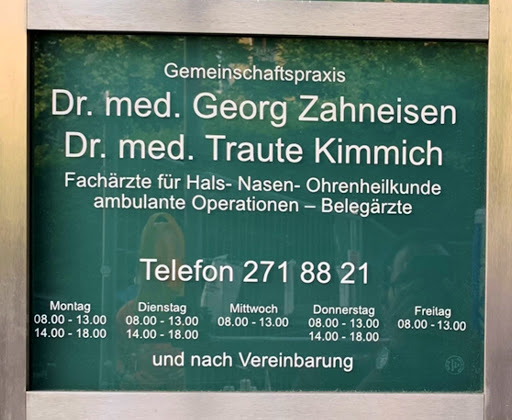 Gemeinschaftspraxis
Dr. med. Georg Zahneisen
Dr. med. Traute Kimmich
Fachärzte für Hals- Nasen- Ohrenheilkunde
ambulante Operationen – Belegärzte
Telefon 271 88 21
Montag Dienstag Mittwoch Donnerstag Freitag
08.00 - 13.00 08.00 - 13.00 08.00 - 13.00 08.00 - 13.00 08.00 - 13.00
14.00 - 18.00 14.00 - 18.00 14.00 - 18.00
und nach Vereinbarung